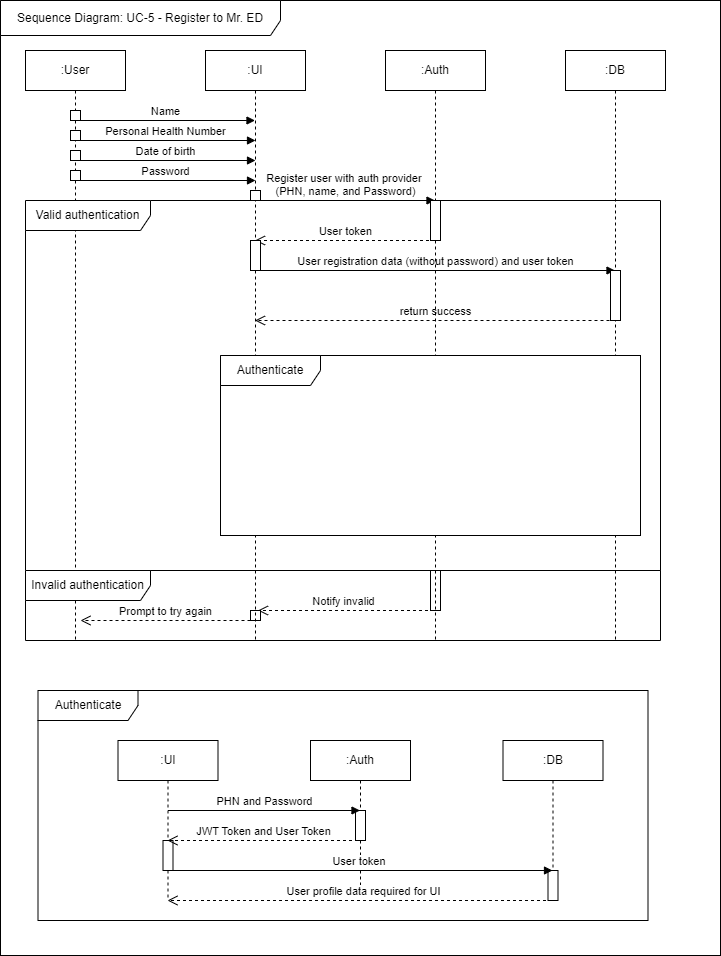 Sequence Diagram: UC-5 - Register to Mr. ED
:User
:UI
:Auth
:DB
Name
Personal Health Number
Date of birth
Password
Register user with auth provider
(PHN, name, and Password)
Valid authentication
User token
User registration data (without password) and user token
return success
Authenticate
Invalid authentication
Notify invalid
Prompt to try again
Authenticate
:UI
:Auth
:DB
PHN and Password
JWT Token and User Token
User token
User profile data required for UI